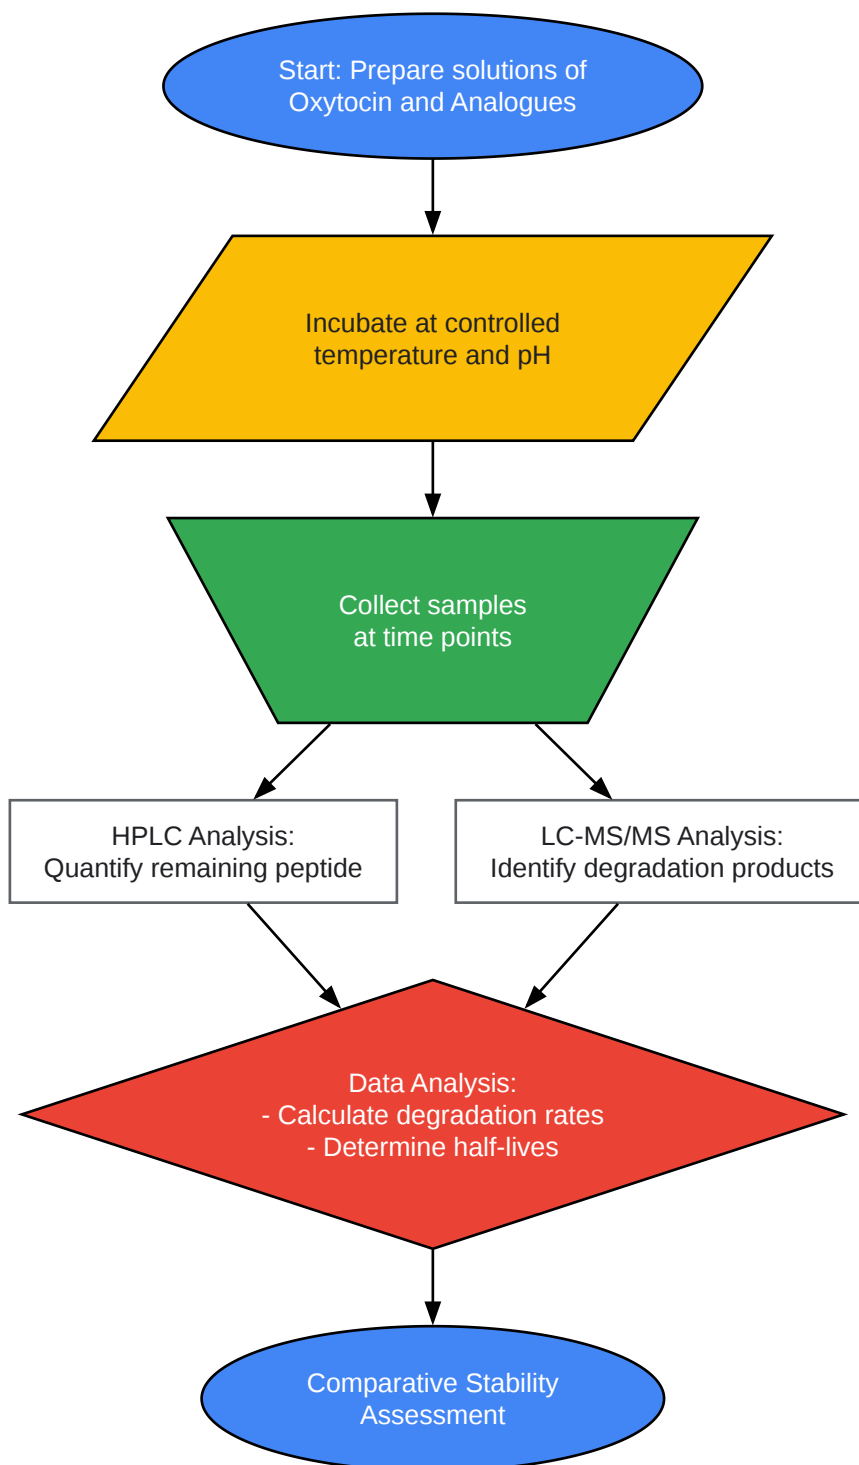 Start: Prepare solutions of
Oxytocin and Analogues
Incubate at controlled
temperature and pH
Collect samples
at time points
HPLC Analysis:
Quantify remaining peptide
LC-MS/MS Analysis:
Identify degradation products
Data Analysis:
- Calculate degradation rates
- Determine half-lives
Comparative Stability
Assessment